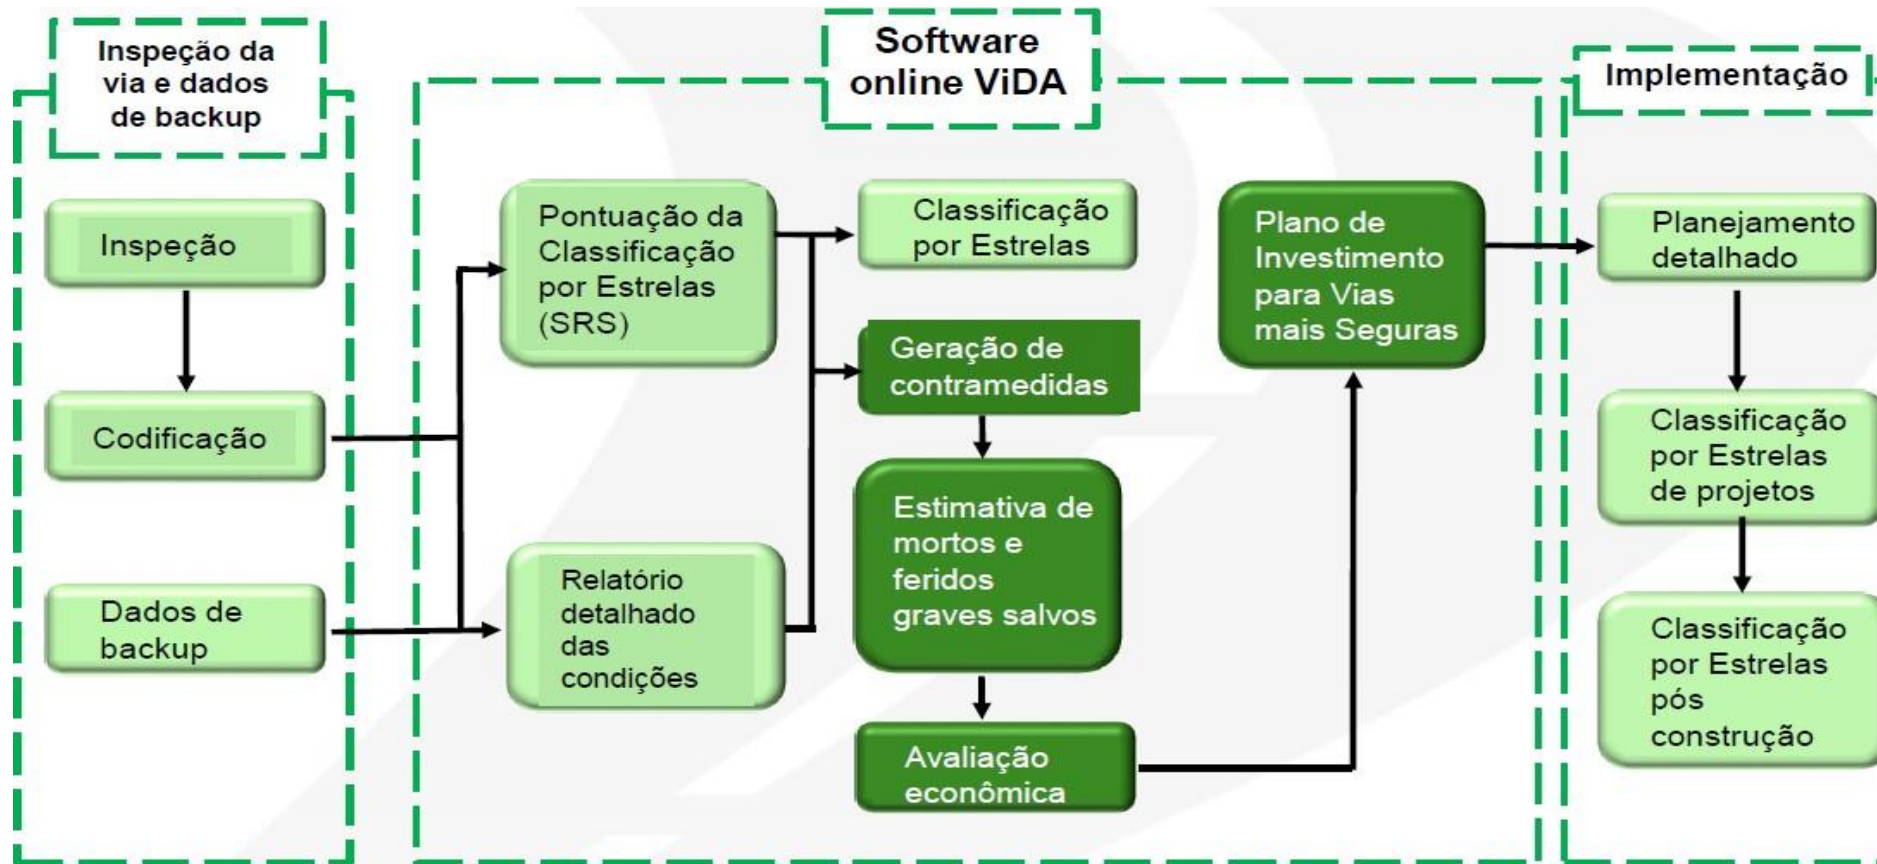 Inspeção da
via e dados
de backup
Inspeção
Codificação
Dados de
backup
Software
online ViDA
Pontuação da
Classificação
por Estrelas
(SRS)
Relatório
detalhado
das
condições
Classificação
por Estrelas
Geração de
contramedidas
Estimativa de
mortos e
feridos
graves salvos
Avaliação
econômica
Plano de
Investimento
para Vias
mais Seguras
Implementação
Planejamento
detalhado
Classificação
por Estrelas
de projetos
Classificação
por Estrelas
pós
construção